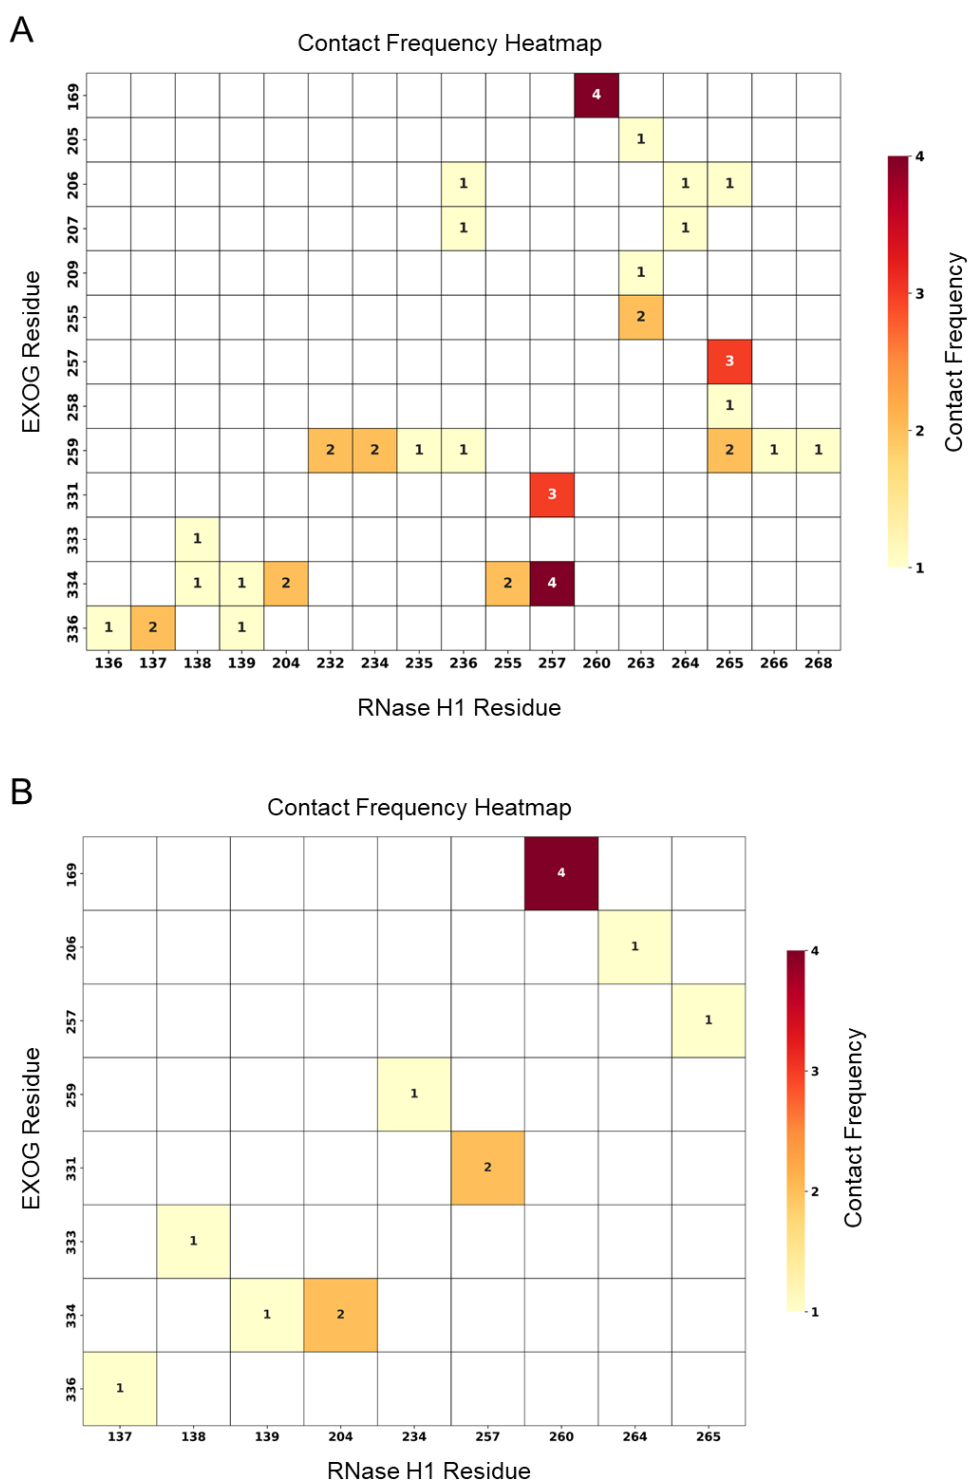 A
Contact Frequency Heatmap
169 4
205 1
206 1 1 1
207 1 1
209 1
255 2
257 3
258 1
259 2 2 1 1 2 1 1
331 3
333 1
334 1 1 2 2 4
336 1 2 1
136 137 138 139 204 232 234 235 236 255 257 260 263 264 265 266 268
EXOG Residue
RNase H1 Residue
4
3
2
1
Contact Frequency
B
Contact Frequency Heatmap
169 4
206 1
257 1
259 1
331 2
333 1
334 1 2
336 1
137 138 139 204 234 257 260 264 265
EXOG Residue
RNase H1 Residue
4
3
2
1
Contact Frequency